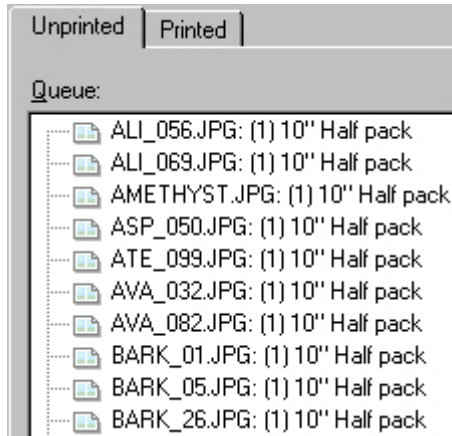 Unprinted Printed
Queue:
ALI_056.JPG: (1) 10" Half pack
ALI_069.JPG: (1) 10" Half pack
AMETHYST.JPG: (1) 10" Half pack
ASP_050.JPG: (1) 10" Half pack
ATE_099.JPG: (1) 10" Half pack
AVA_032.JPG: (1) 10" Half pack
AVA_082.JPG: (1) 10" Half pack
BARK_01.JPG: (1) 10" Half pack
BARK_05.JPG: (1) 10" Half pack
BARK_26.JPG: (1) 10" Half pack